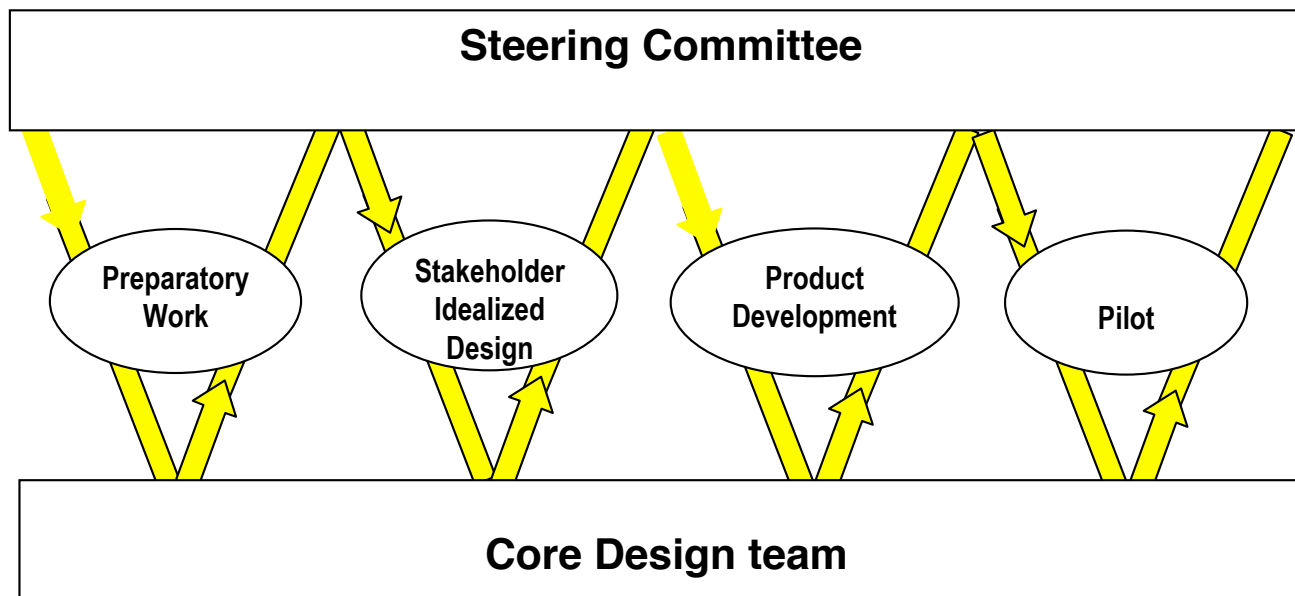 Steering Committee
Preparatory
Work
Stakeholder
Idealized
Design
Product
Development
Pilot
Core Design team